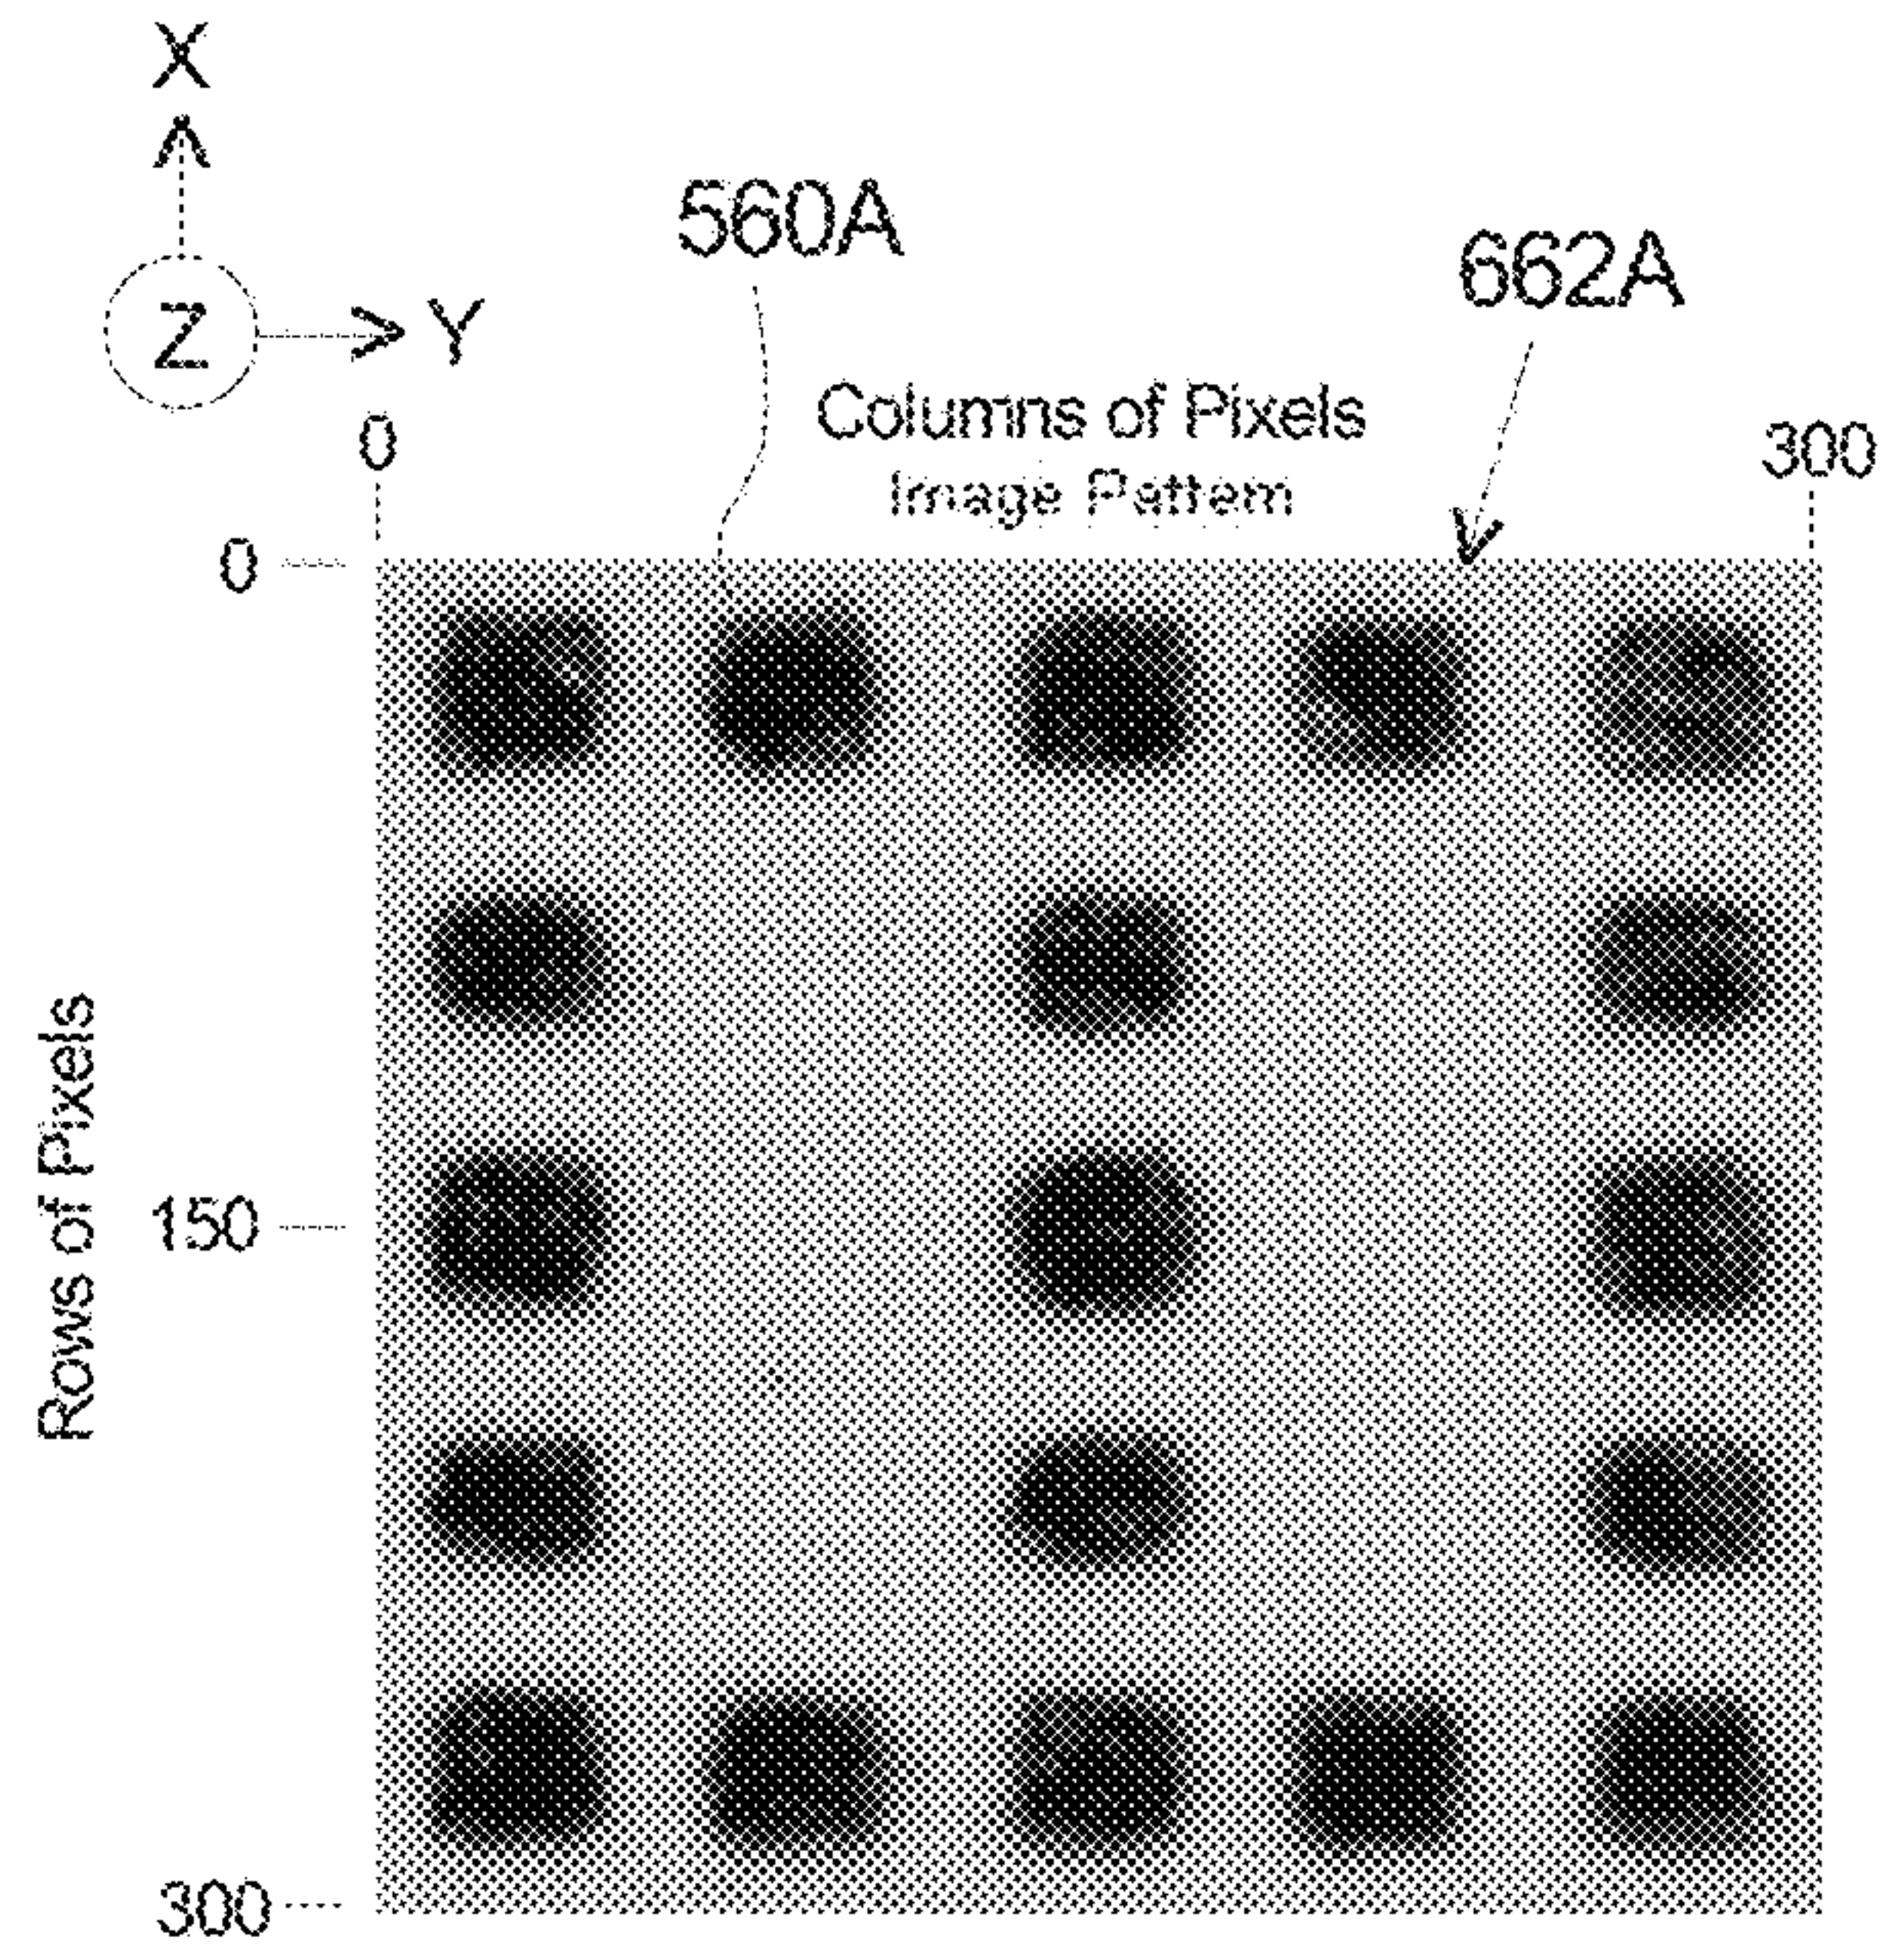 X
560A
662A
Z
Y
Columns of Pixels
0
300
Image Pattern
0
Rows of Pixels
150
300